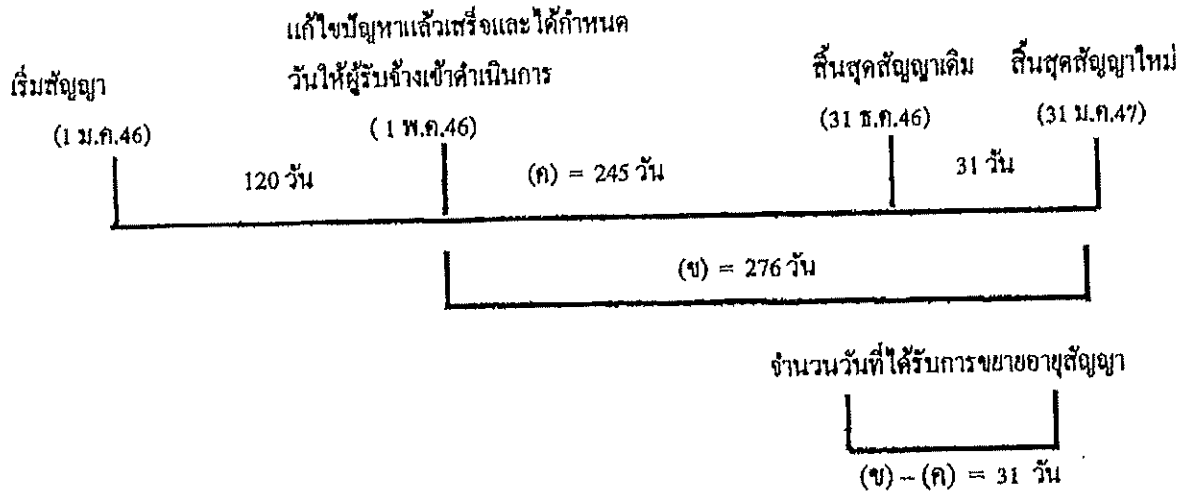 แก้ไขปัญหาแล้วเสร็จและได้กำหนด
วันให้ผู้รับจ้างเข้าดำเนินการ
เริ่มสัญญา
สิ้นสุดสัญญาเดิม
สิ้นสุดสัญญาใหม่
(1 ม.ค.46)
( 1 พ.ค.46)
(31 ธ.ค.46)
(31 ม.ค.47)
120 วัน
(ค) = 245 วัน
31 วัน
(ข) = 276 วัน
จำนวนวันที่ได้รับการขยายอายุสัญญา
(ข) – (ค) = 31 วัน